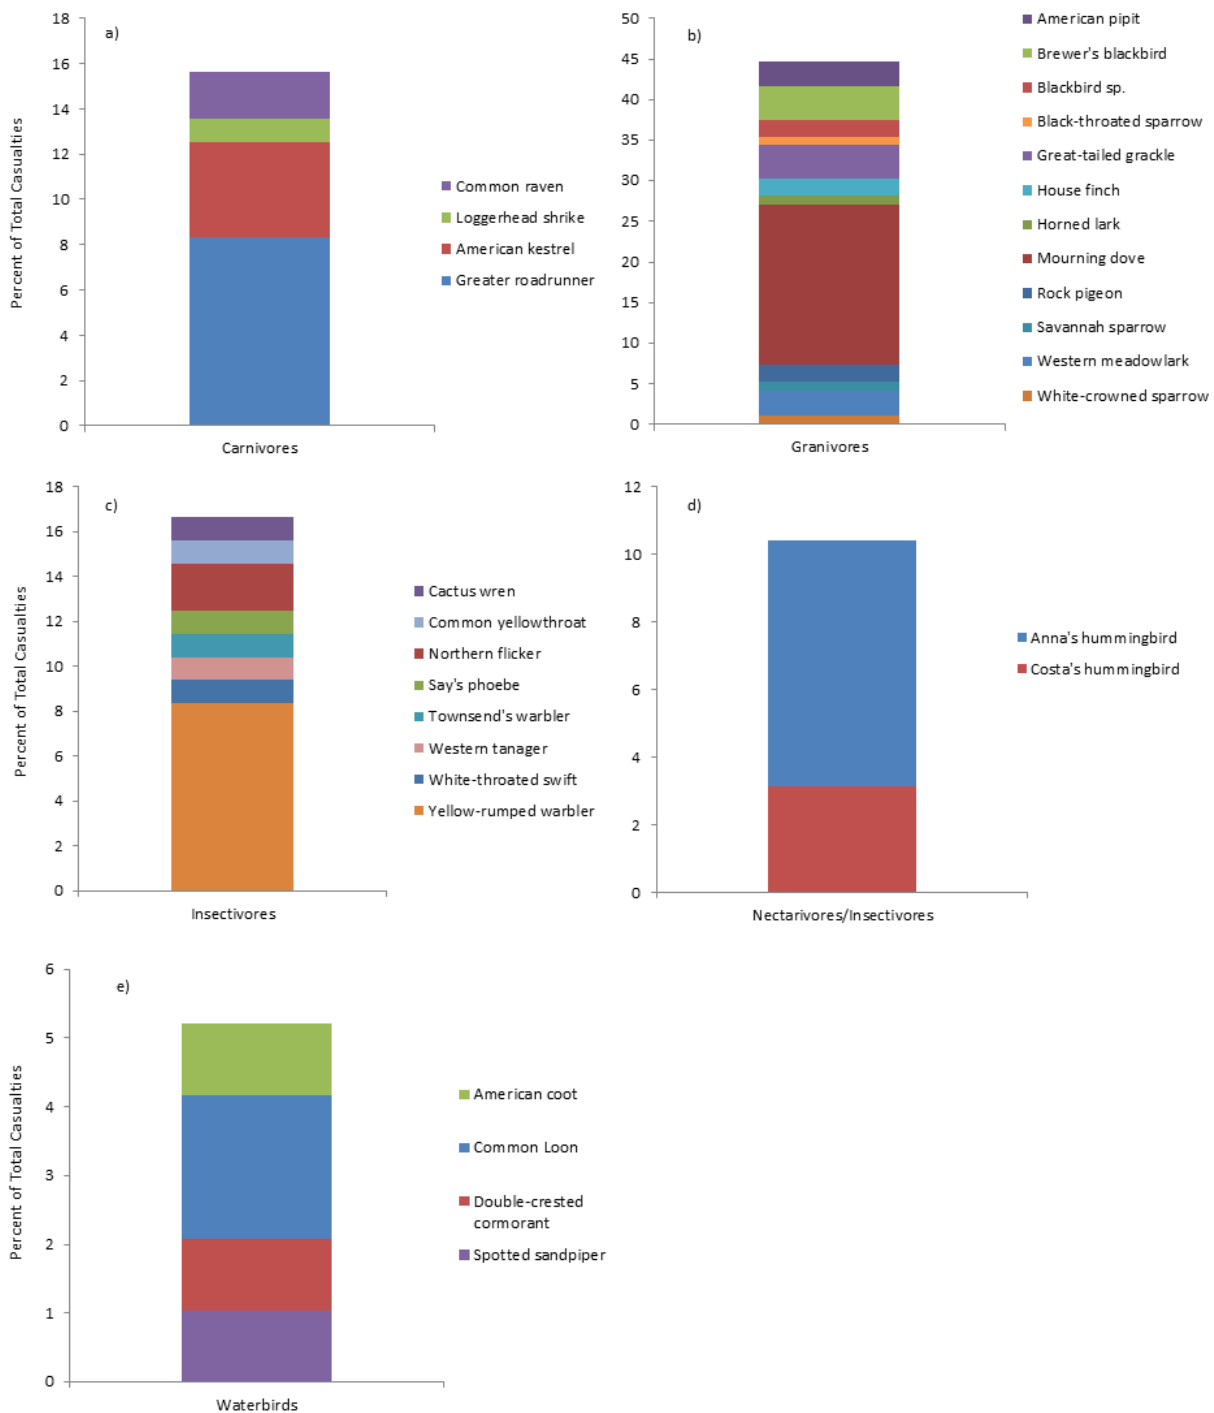 a)
18
16
14
12
10
8
6
4
2
0
Percent of Total Casualties
Carnivores
Common raven
Loggerhead shrike
American kestrel
Greater roadrunner
b)
50
45
40
35
30
25
20
15
10
5
0
Granivores
American pipit
Brewer's blackbird
Blackbird sp.
Black-throated sparrow
Great-tailed grackle
House finch
Horned lark
Mourning dove
Rock pigeon
Savannah sparrow
Western meadowlark
White-crowned sparrow
c)
18
16
14
12
10
8
6
4
2
0
Percent of Total Casualties
Insectivores
Cactus wren
Common yellowthroat
Northern flicker
Say's phoebe
Townsend's warbler
Western tanager
White-throated swift
Yellow-rumped warbler
d)
12
10
8
6
4
2
0
Nectarivores/Insectivores
Anna's hummingbird
Costa's hummingbird
e)
6
5
4
3
2
1
0
Percent of Total Casualties
Waterbirds
American coot
Common Loon
Double-crested
cormorant
Spotted sandpiper